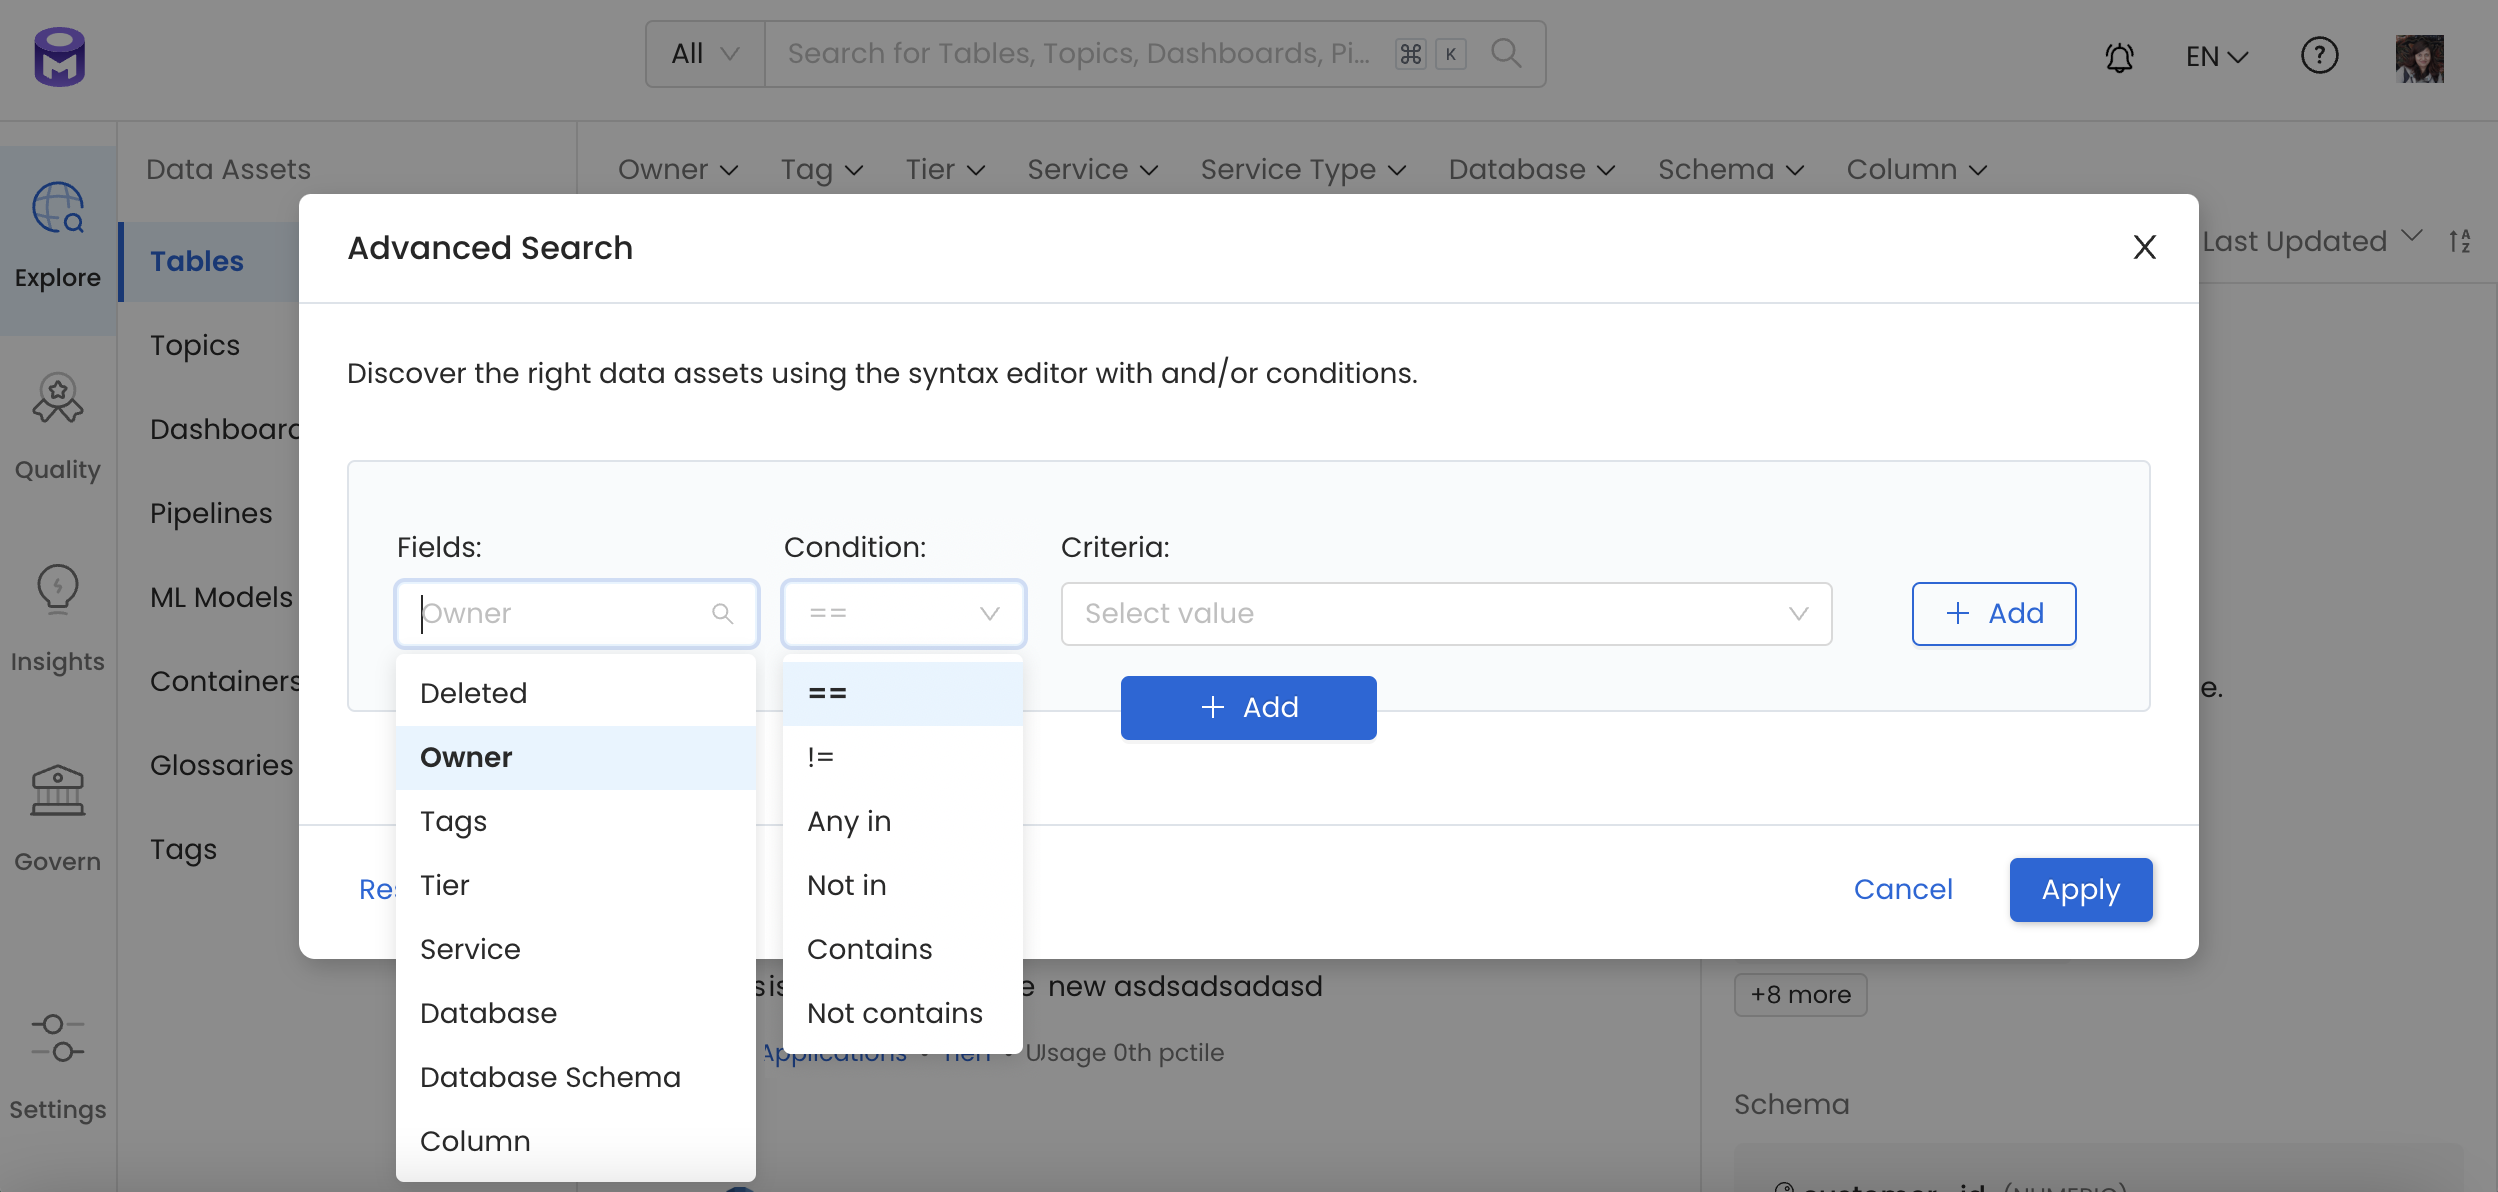 All
Search for Tables, Topics, Dashboards, Pi...
⌘ K
EN
?
Data Assets
Owner
Tag
Tier
Service
Service Type
Database
Schema
Column
Explore
Quality
Insights
Govern
Settings
Tables
Topics
Dashboard
Pipelines
ML Models
Containers
Glossaries
Tags
Last Updated
Advanced Search
X
Discover the right data assets using the syntax editor with and/or conditions.
Fields:
Condition:
Criteria:
Owner
==
Select value
+ Add
+ Add
Deleted
Owner
Tags
Tier
Service
Database
Database Schema
Column
==
!=
Any in
Not in
Contains
Not contains
Res
Cancel
Apply
e.
new asdsadsadasd
Applications
Usage 0th pctile
+8 more
Schema
customer_id (NUMERIC)